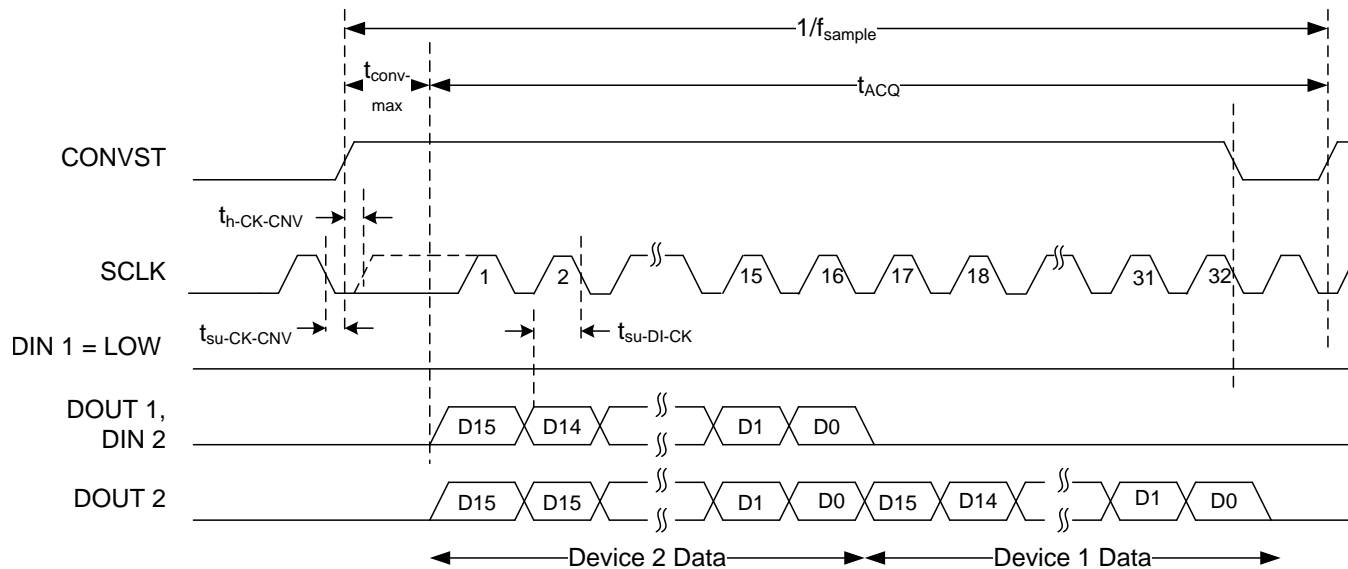 1/fsample
tconv-
max
tACQ
CONVST
th-CK-CNV
SCLK
1 2 15 16 17 18 31 32
tsu-CK-CNV
tsu-DI-CK
DIN 1 = LOW
DOUT 1,
DIN 2
D15 D14 D1 D0
DOUT 2
D15 D15 D1 D0 D15 D14 D1 D0
Device 2 Data
Device 1 Data